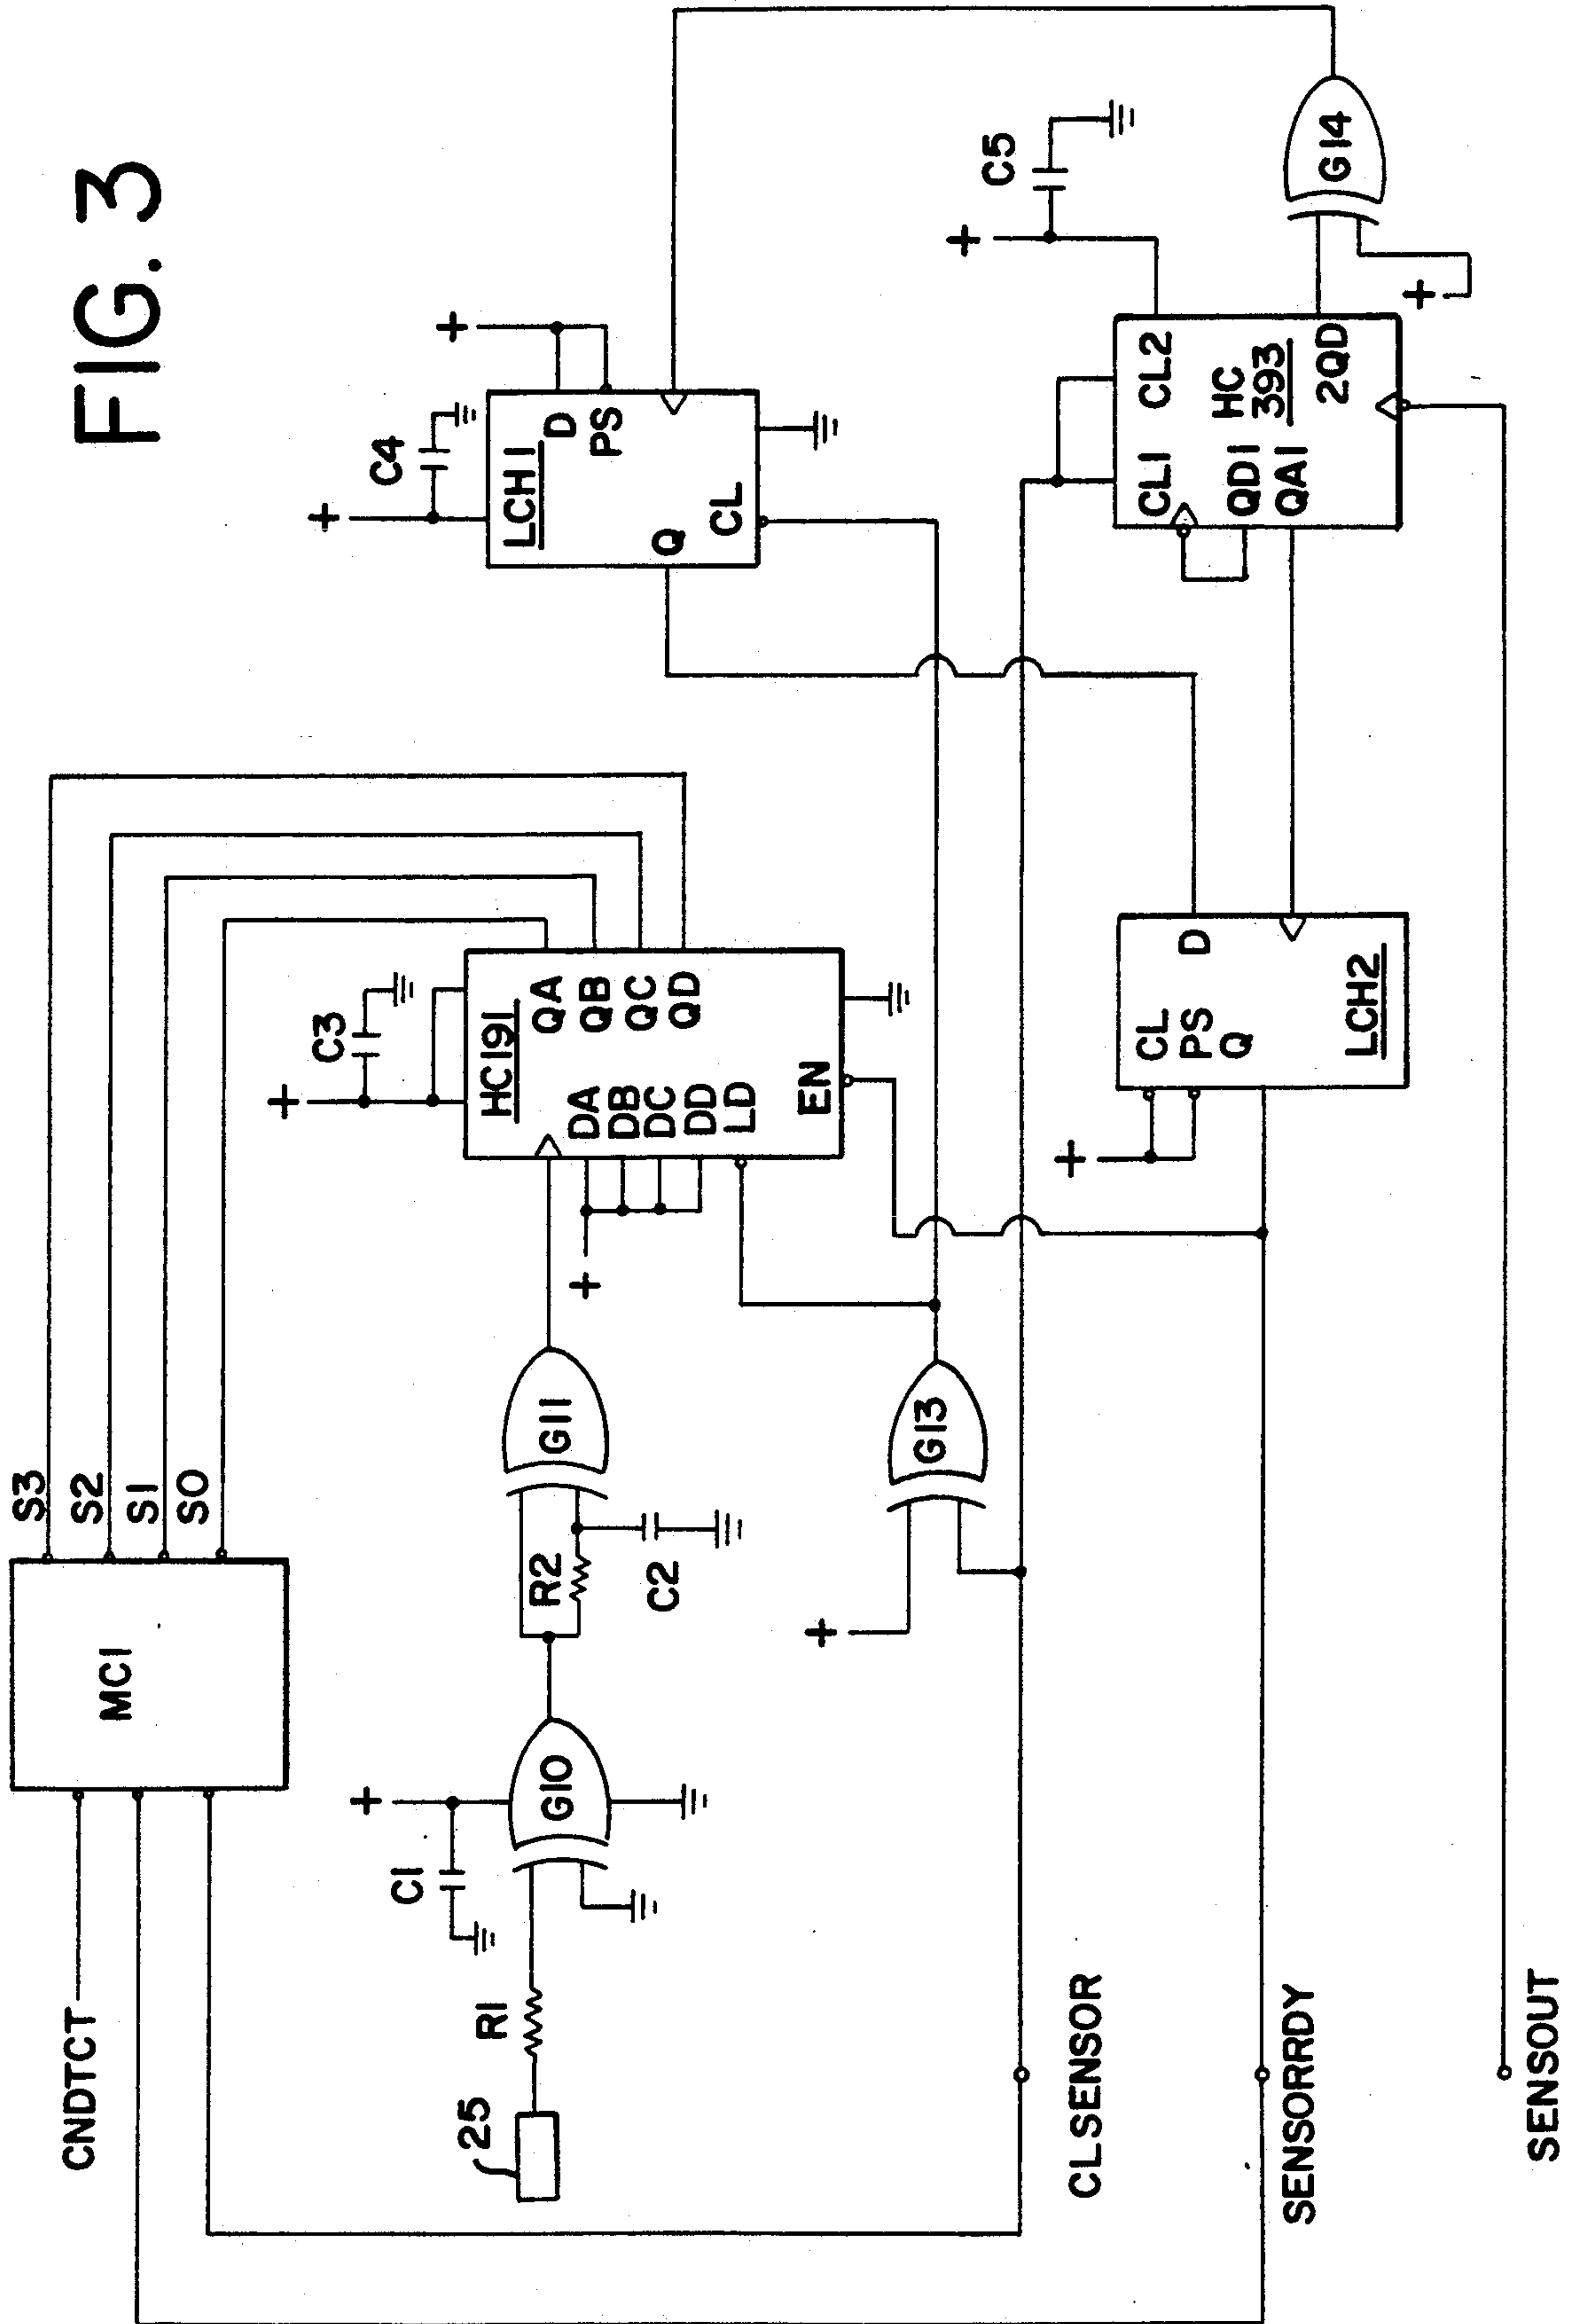 FIG. 3
S3
S2
S1
S0
MC1
CNDTCT
C3
C4
HC191
QA
QB
QC
QD
DA
DB
DC
DD
LD
EN
LCH1
D
PS
Q
CL
C1
G10
R1
25
R2
C2
G11
G13
C5
CL1
CL2
HC
393
QD1
QA1
2QD
G14
CL
PS
Q
D
LCH2
CLSENSOR
SENSORRDY
SENSOUT
+
+
+
+
+
+
+
+
+